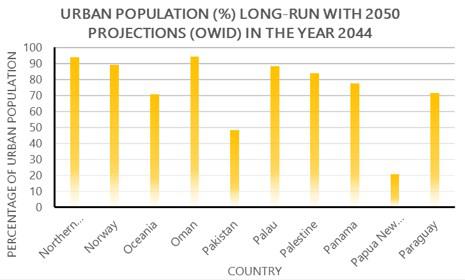 URBAN POPULATION (%) LONG-RUN WITH 2050
PROJECTIONS (OWID) IN THE YEAR 2044
PERCENTAGE OF URBAN POPULATION
100
90
80
70
60
50
40
30
20
10
0
Northern...
Norway
Oceania
Oman
Pakistan
Palau
Palestine
Panama
Papua New...
Paraguay
COUNTRY